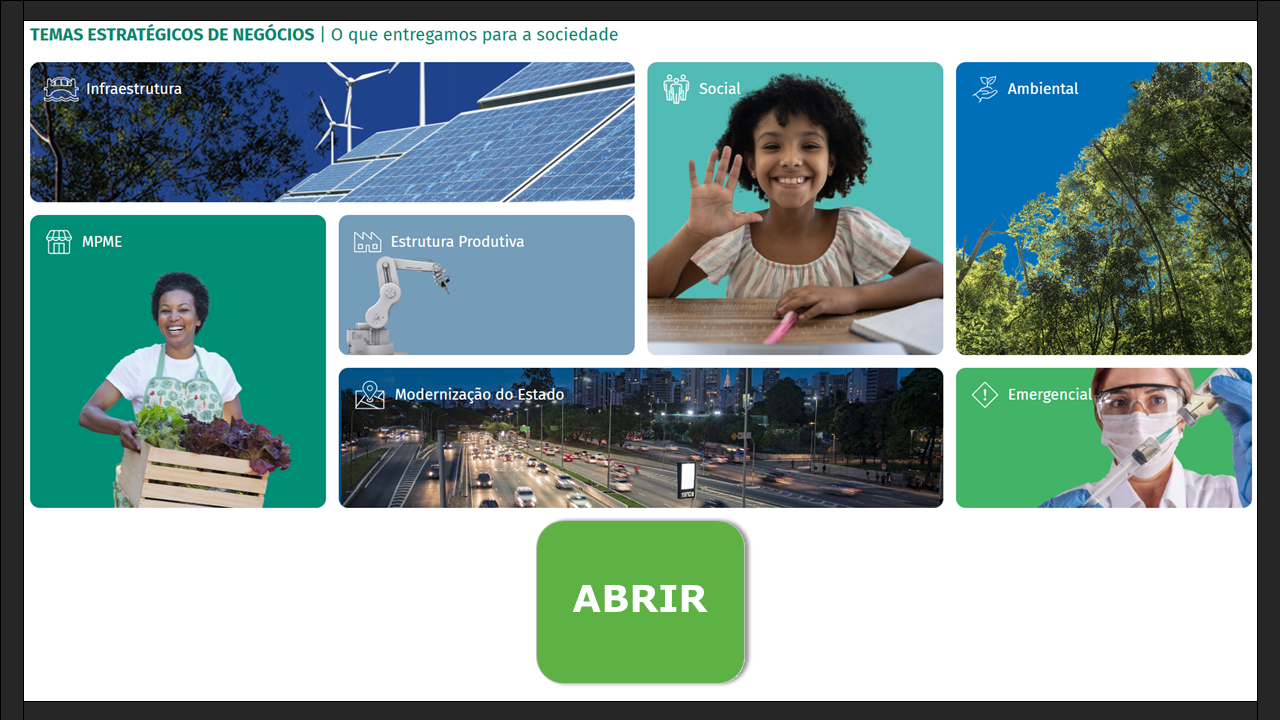 TEMAS ESTRATÉGICOS DE NEGÓCIOS | O que entregamos para a sociedade
Infraestrutura
Social
Ambiental
MPME
Estrutura Produtiva
Modernização do Estado
Emergencial
ABRIR